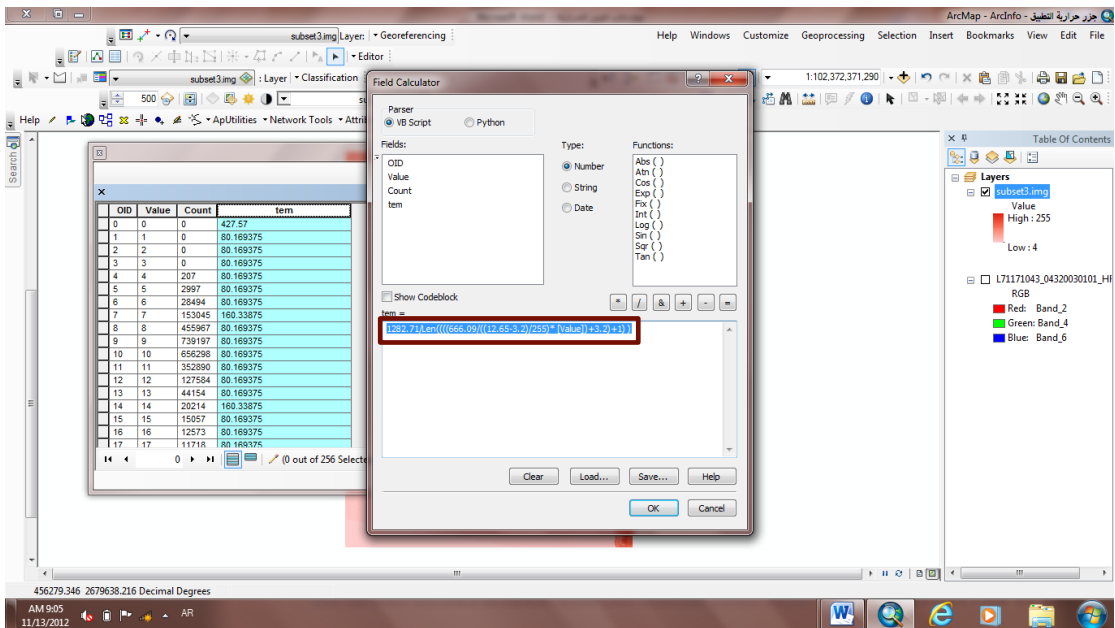 جزر حرارية التطبيق - ArcMap - ArcInfo
File Edit View Bookmarks Insert Selection Geoprocessing Customize Windows Help
Georeferencing
Layer: subset3.img
Editor
1:102,372,371,290
Classification
Layer : subset3.img
500
ApUtilities
Network Tools
Help
Search
Table Of Contents
Layers
subset3.img
Value
High : 255
Low : 4
L71171043_04320030101_HF
RGB
Red: Band_2
Green: Band_4
Blue: Band_6
OID Value Count tem
0 0 0 427.57
1 1 0 80.169375
2 2 0 80.169375
3 3 0 80.169375
4 4 207 80.169375
5 5 2997 80.169375
6 6 28494 80.169375
7 7 153045 160.33875
8 8 455967 80.169375
9 9 739197 80.169375
10 10 656298 80.169375
11 11 352890 80.169375
12 12 127584 80.169375
13 13 44154 80.169375
14 14 20214 160.33875
15 15 15057 80.169375
16 16 12573 80.169375
17 17 11718 80.169375
0 (0 out of 256 Selecte
Field Calculator
Parser
VB Script Python
Fields: Type: Functions:
OID
Value
Count
tem
Number
String
Date
Abs ( )
Atn ( )
Cos ( )
Exp ( )
Fix ( )
Int ( )
Log ( )
Sin ( )
Sqr ( )
Tan ( )
Show Codeblock
* / & + - =
tem =
1282.71/Len((((666.09/((12.65-3.2)/255)* [Value])+3.2)+1) )
Clear Load... Save... Help
OK Cancel
456279.346 2679638.216 Decimal Degrees
AM 9:05
11/13/2012
AR